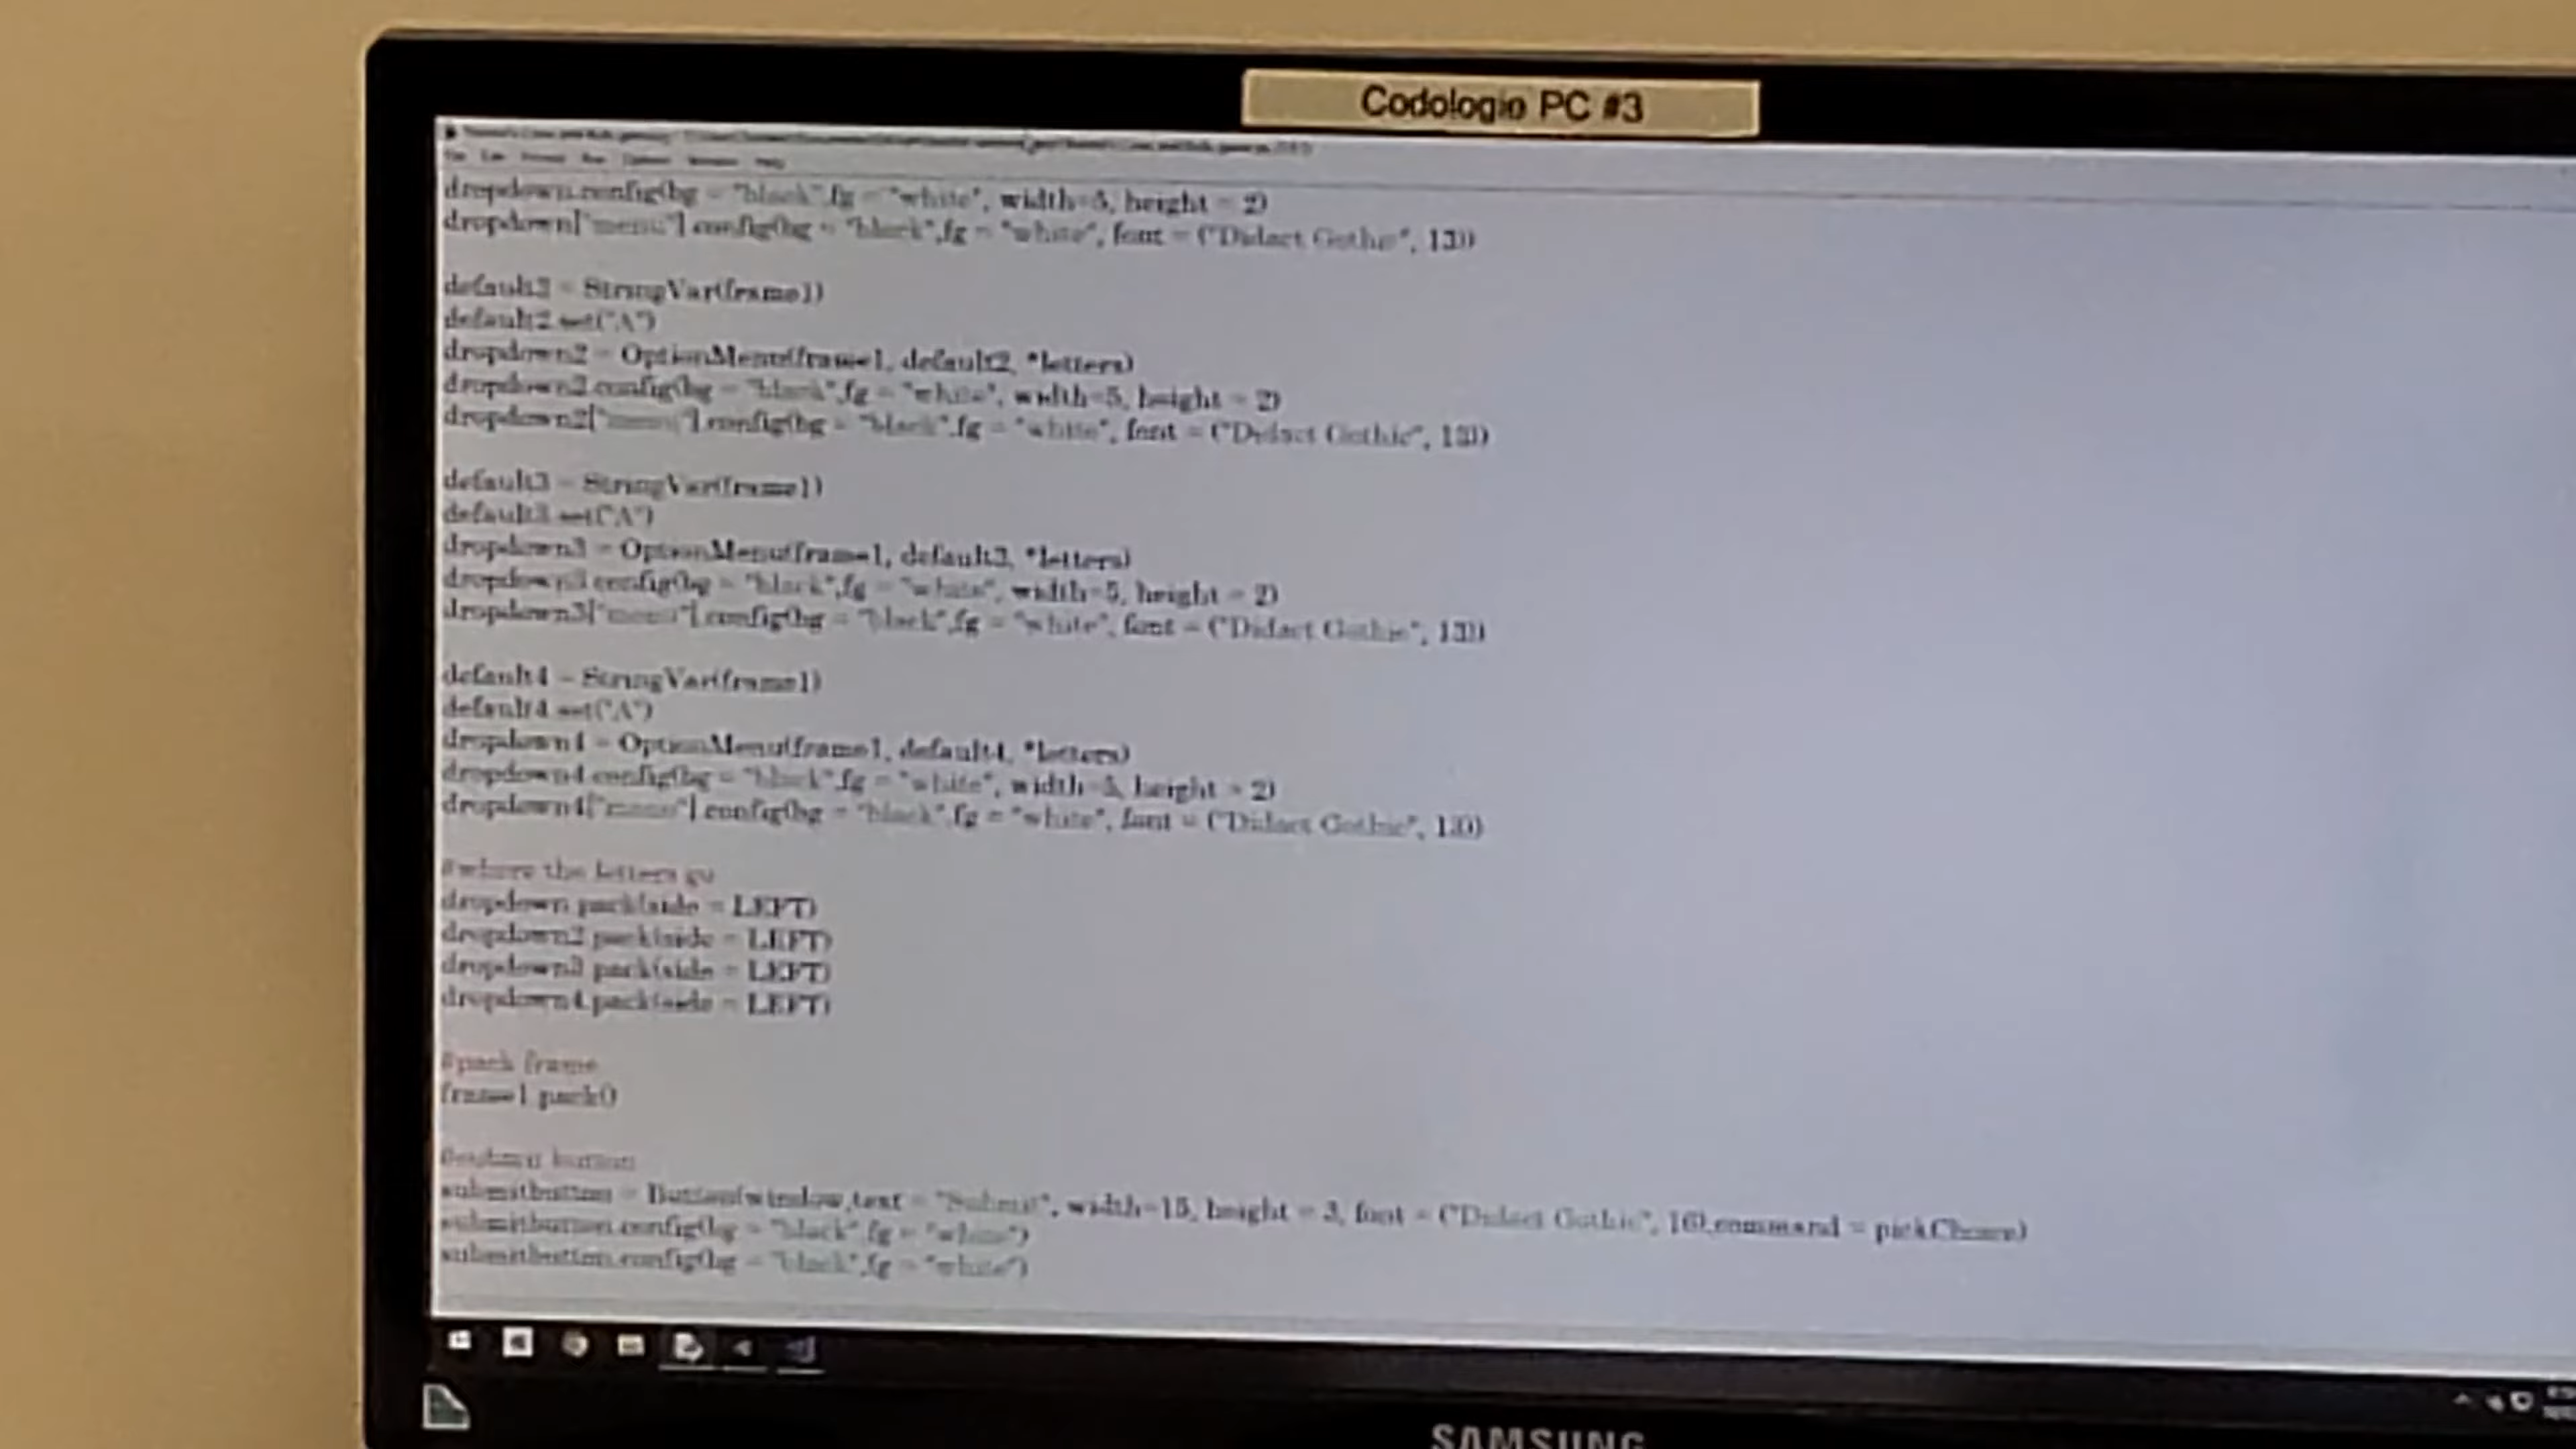 Codologio PC #3
dropdown.config(bg = "black",fg = "white", width=5, height = 2)
dropdown["menu"].config(bg = "black",fg = "white", font = ("Didact Gothic", 13))
default2 = StringVar(frame1)
default2.set("A")
dropdown2 = OptionMenu(frame1, default2, *letters)
dropdown2.config(bg = "black",fg = "white", width=5, height = 2)
dropdown2["menu"].config(bg = "black",fg = "white", font = ("Didact Gothic", 13))
default3 = StringVar(frame1)
default3.set("A")
dropdown3 = OptionMenu(frame1, default3, *letters)
dropdown3.config(bg = "black",fg = "white", width=5, height = 2)
dropdown3["menu"].config(bg = "black",fg = "white", font = ("Didact Gothic", 13))
default4 = StringVar(frame1)
default4.set("A")
dropdown4 = OptionMenu(frame1, default4, *letters)
dropdown4.config(bg = "black",fg = "white", width=5, height = 2)
dropdown4["menu"].config(bg = "black",fg = "white", font = ("Didact Gothic", 13))
#where the letters go
dropdown.pack(side = LEFT)
dropdown2.pack(side = LEFT)
dropdown3.pack(side = LEFT)
dropdown4.pack(side = LEFT)
#pack frame
frame1.pack()
#submit button
submitbutton = Button(window,text = "Submit", width=15, height = 3, font = ("Didact Gothic", 16),command = pickChoice)
submitbutton.config(bg = "black",fg = "white")
submitbutton.config(bg = "black",fg = "white")
SAMSUNG